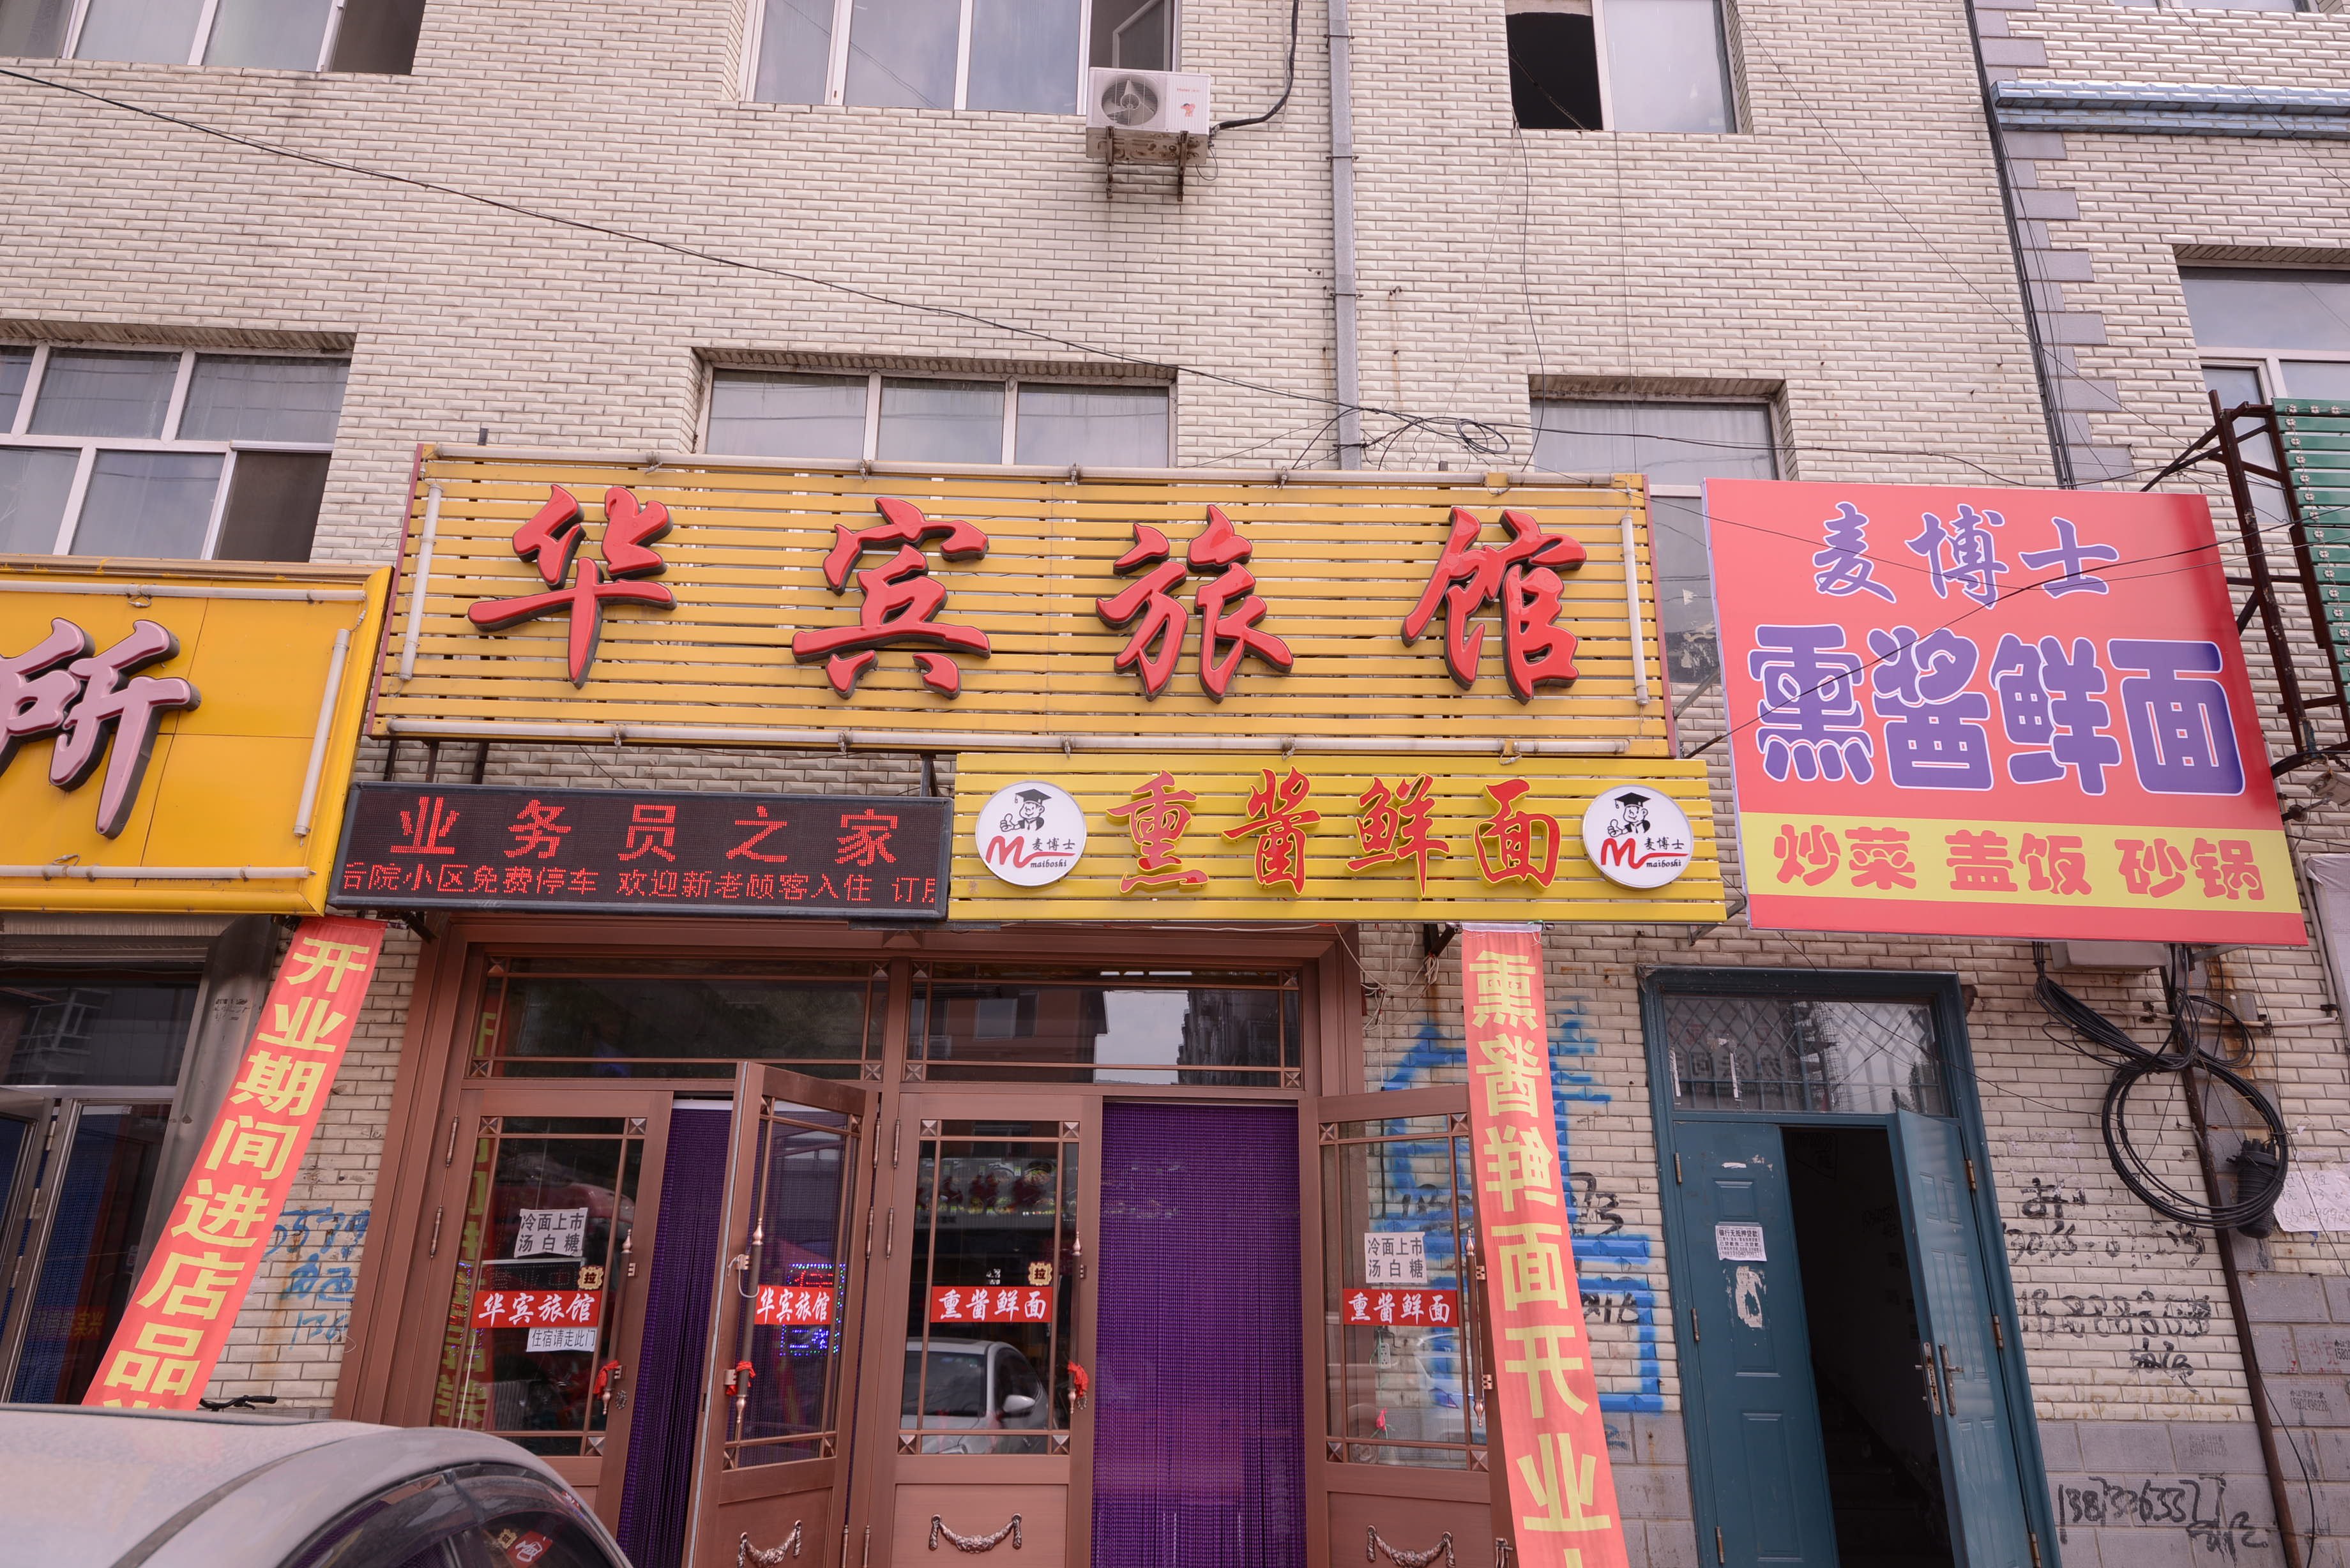 华宾旅馆
所
麦博士
熏酱鲜面
炒菜 盖饭 砂锅
业务员之家
后院小区免费停车 欢迎新老顾客入住 订
麦博士
maiboshi
熏酱鲜面
麦博士
maiboshi
开业期间进店品
熏酱鲜面开业
冷面上市
汤白糖
拉
华宾旅馆
住宿请走此门
华宾旅馆
拉
熏酱鲜面
冷面上市
汤白糖
熏酱鲜面